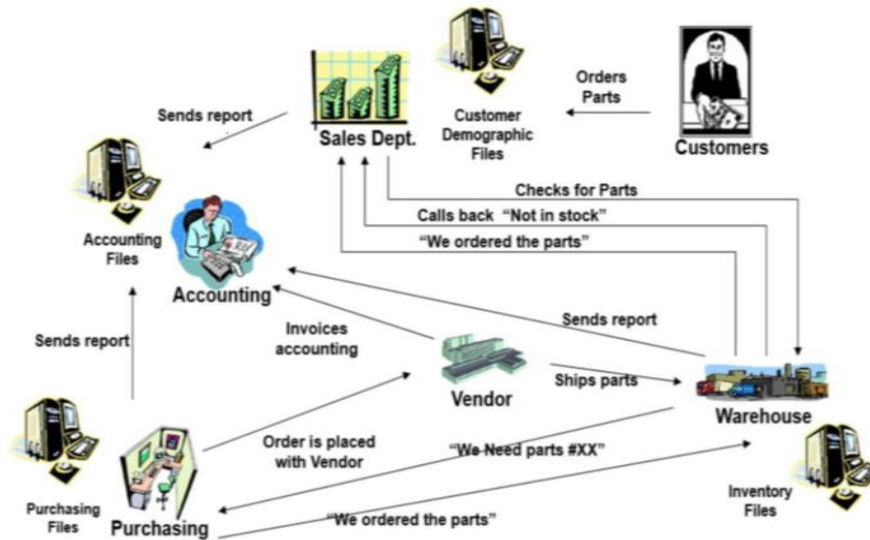 Orders
Parts
Sends report
Customer
Demographic
Files
Sales Dept.
Customers
Checks for Parts
Calls back "Not in stock"
"We ordered the parts"
Accounting
Files
Accounting
Sends report
Invoices
accounting
Sends report
Ships parts
Vendor
Warehouse
Order is placed
with Vendor
"We Need parts #XX"
Purchasing
Files
Purchasing
"We ordered the parts"
Inventory
Files